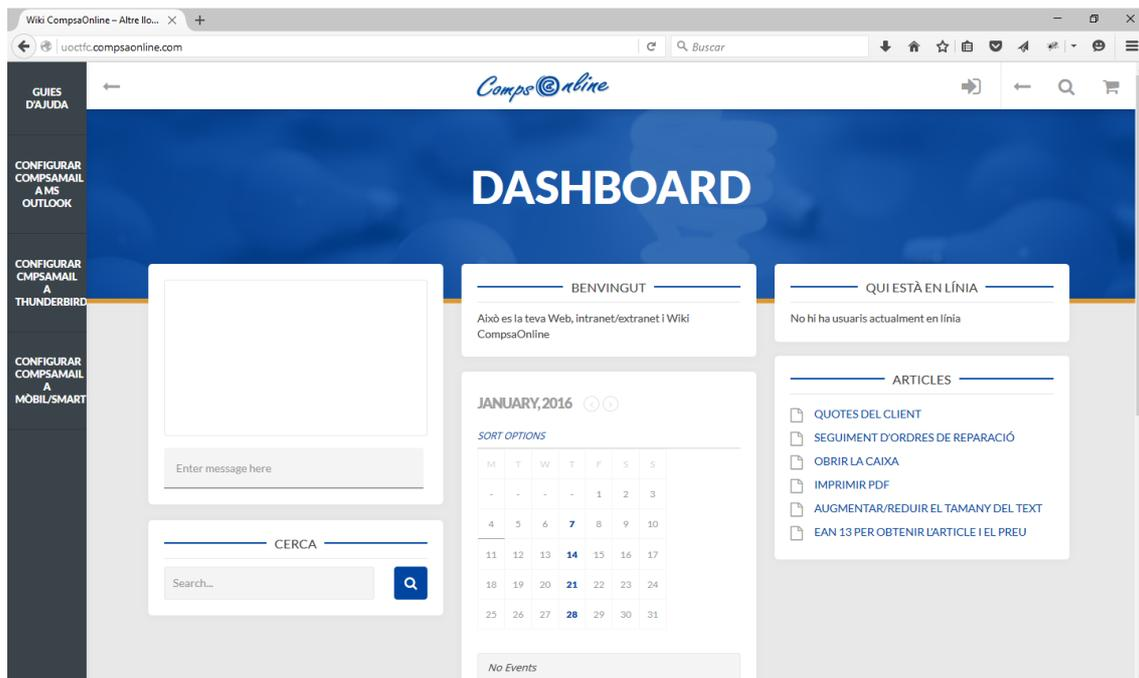 Wiki CompsaOnline – Altre llo...
uoctfc.compsaonline.com
Buscar
GUIES
D'AJUDA
CONFIGURAR
COMPSAMAIL
A MS
OUTLOOK
CONFIGURAR
CMPSAMAIL
A
THUNDERBIRD
CONFIGURAR
COMPSAMAIL
A
MÒBIL/SMART
Comps@nline
DASHBOARD
Enter message here
CERCA
Search...
BENVINGUT
Això es la teva Web, intranet/extranet i Wiki
CompsaOnline
JANUARY, 2016
SORT OPTIONS
M T W T F S S
- - - - 1 2 3
4 5 6 7 8 9 10
11 12 13 14 15 16 17
18 19 20 21 22 23 24
25 26 27 28 29 30 31
No Events
QUI ESTÀ EN LÍNIA
No hi ha usuaris actualment en línia
ARTICLES
QUOTES DEL CLIENT
SEGUIMENT D'ORDRES DE REPARACIÓ
OBRIR LA CAIXA
IMPRIMIR PDF
AUGMENTAR/REDUIR EL TAMANY DEL TEXT
EAN 13 PER OBTENIR L'ARTICLE I EL PREU